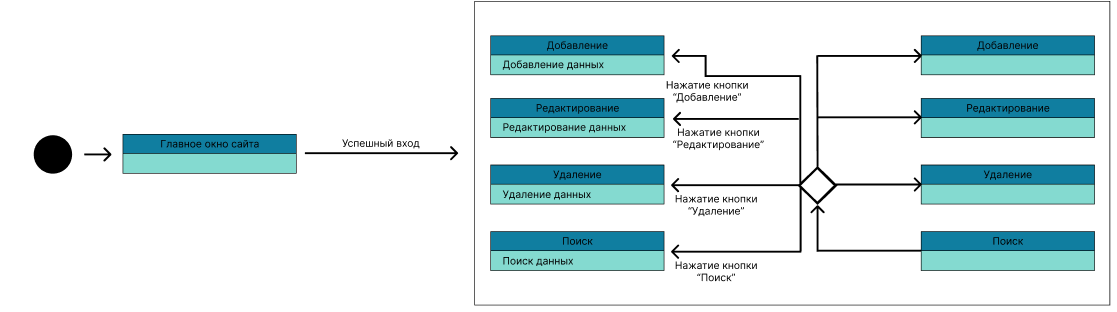 Главное окно сайта
Успешный вход
Добавление
Добавление данных
Нажатие кнопки
“Добавление”
Редактирование
Редактирование данных
Нажатие кнопки
“Редактирование”
Удаление
Удаление данных
Нажатие кнопки
“Удаление”
Поиск
Поиск данных
Нажатие кнопки
“Поиск”
Добавление
Редактирование
Удаление
Поиск